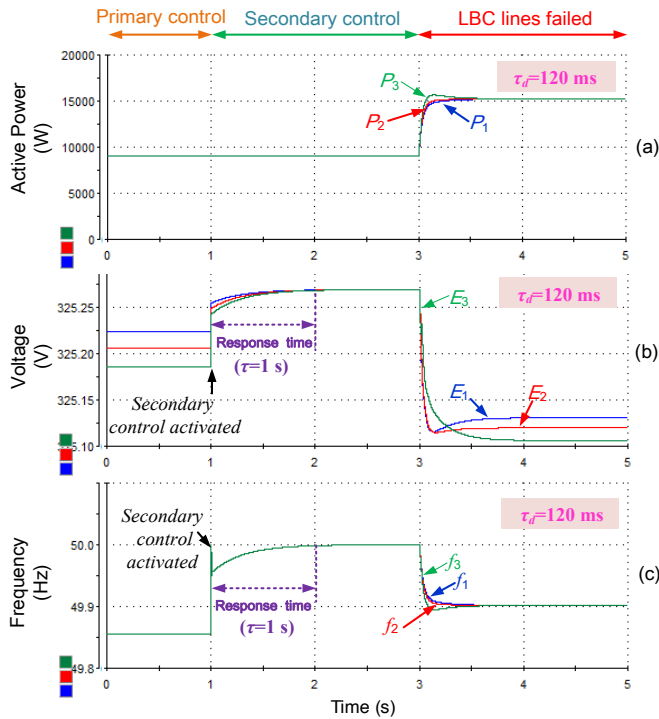 Primary control
Secondary control
LBC lines failed
Active Power
(W)
20000
15000
10000
5000
0
P3
P2
P1
τd=120 ms
(a)
0
1
2
3
4
5
Voltage
(V)
325.25
325.20
325.15
325.10
Response time
(τ=1 s)
Secondary
control activated
E3
E1
E2
τd=120 ms
(b)
0
1
2
3
4
5
Frequency
(Hz)
50.0
49.9
49.8
Secondary
control
activated
Response time
(τ=1 s)
f3
f1
f2
τd=120 ms
(c)
0
1
2
3
4
5
Time (s)